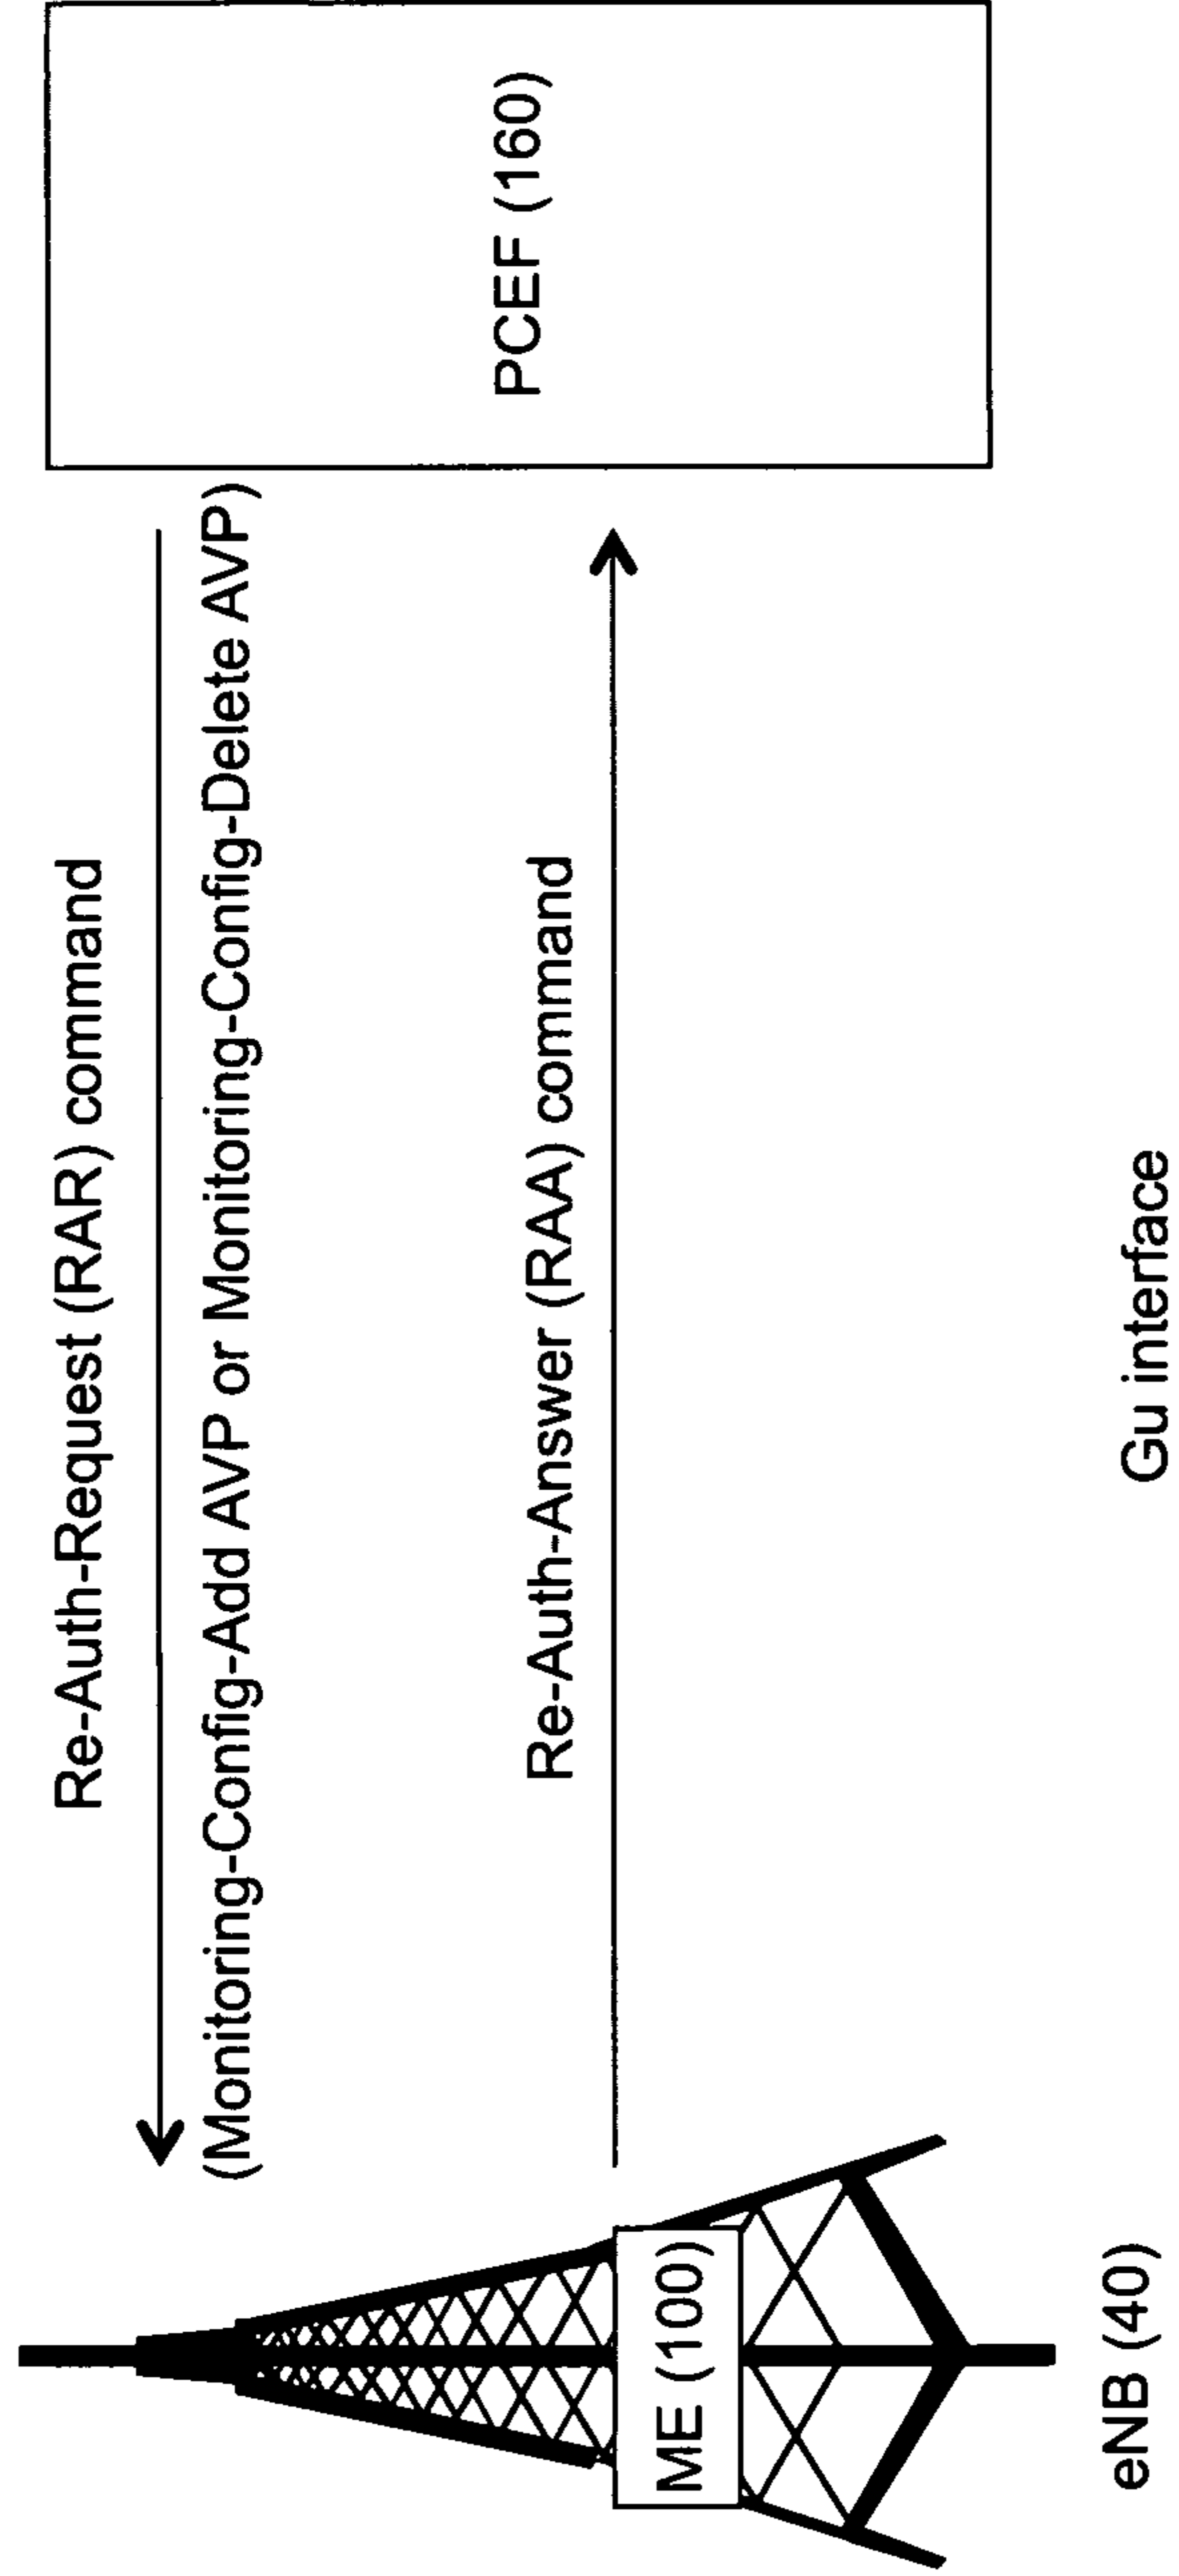 Re-Auth-Request (RAR) command
(Monitoring-Config-Add AVP or Monitoring-Config-Delete AVP)
PCEF (160)
Re-Auth-Answer (RAA) command
ME (100)
eNB (40)
Gu interface